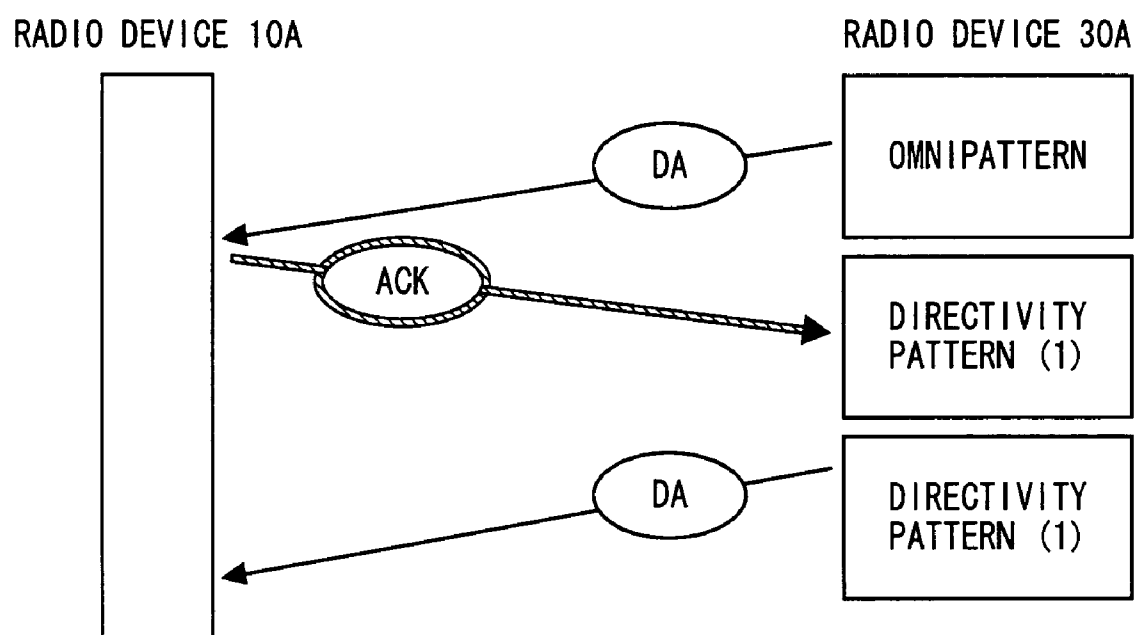 RADIO DEVICE 10A
RADIO DEVICE 30A
DA
OMNIPATTERN
ACK
DIRECTIVITY
PATTERN (1)
DA
DIRECTIVITY
PATTERN (1)